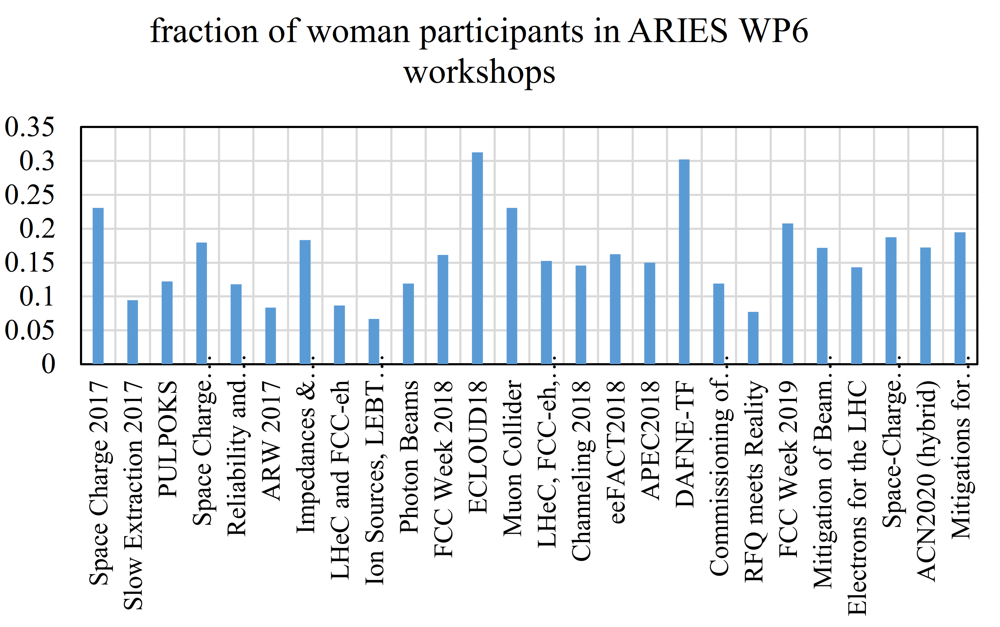 fraction of woman participants in ARIES WP6
workshops
0.35
0.3
0.25
0.2
0.15
0.1
0.05
0
Space Charge 2017
Slow Extraction 2017
PULPOKS
Space Charge…
Reliability and…
ARW 2017
Impedances &…
LHeC and FCC-eh
Ion Sources, LEBT…
Photon Beams
FCC Week 2018
ECLOUD18
Muon Collider
LHeC, FCC-eh,…
Channeling 2018
eeFACT2018
APEC2018
DAFNE-TF
Commissioning of…
RFQ meets Reality
FCC Week 2019
Mitigation of Beam…
Electrons for the LHC
Space-Charge…
ACN2020 (hybrid)
Mitigations for…